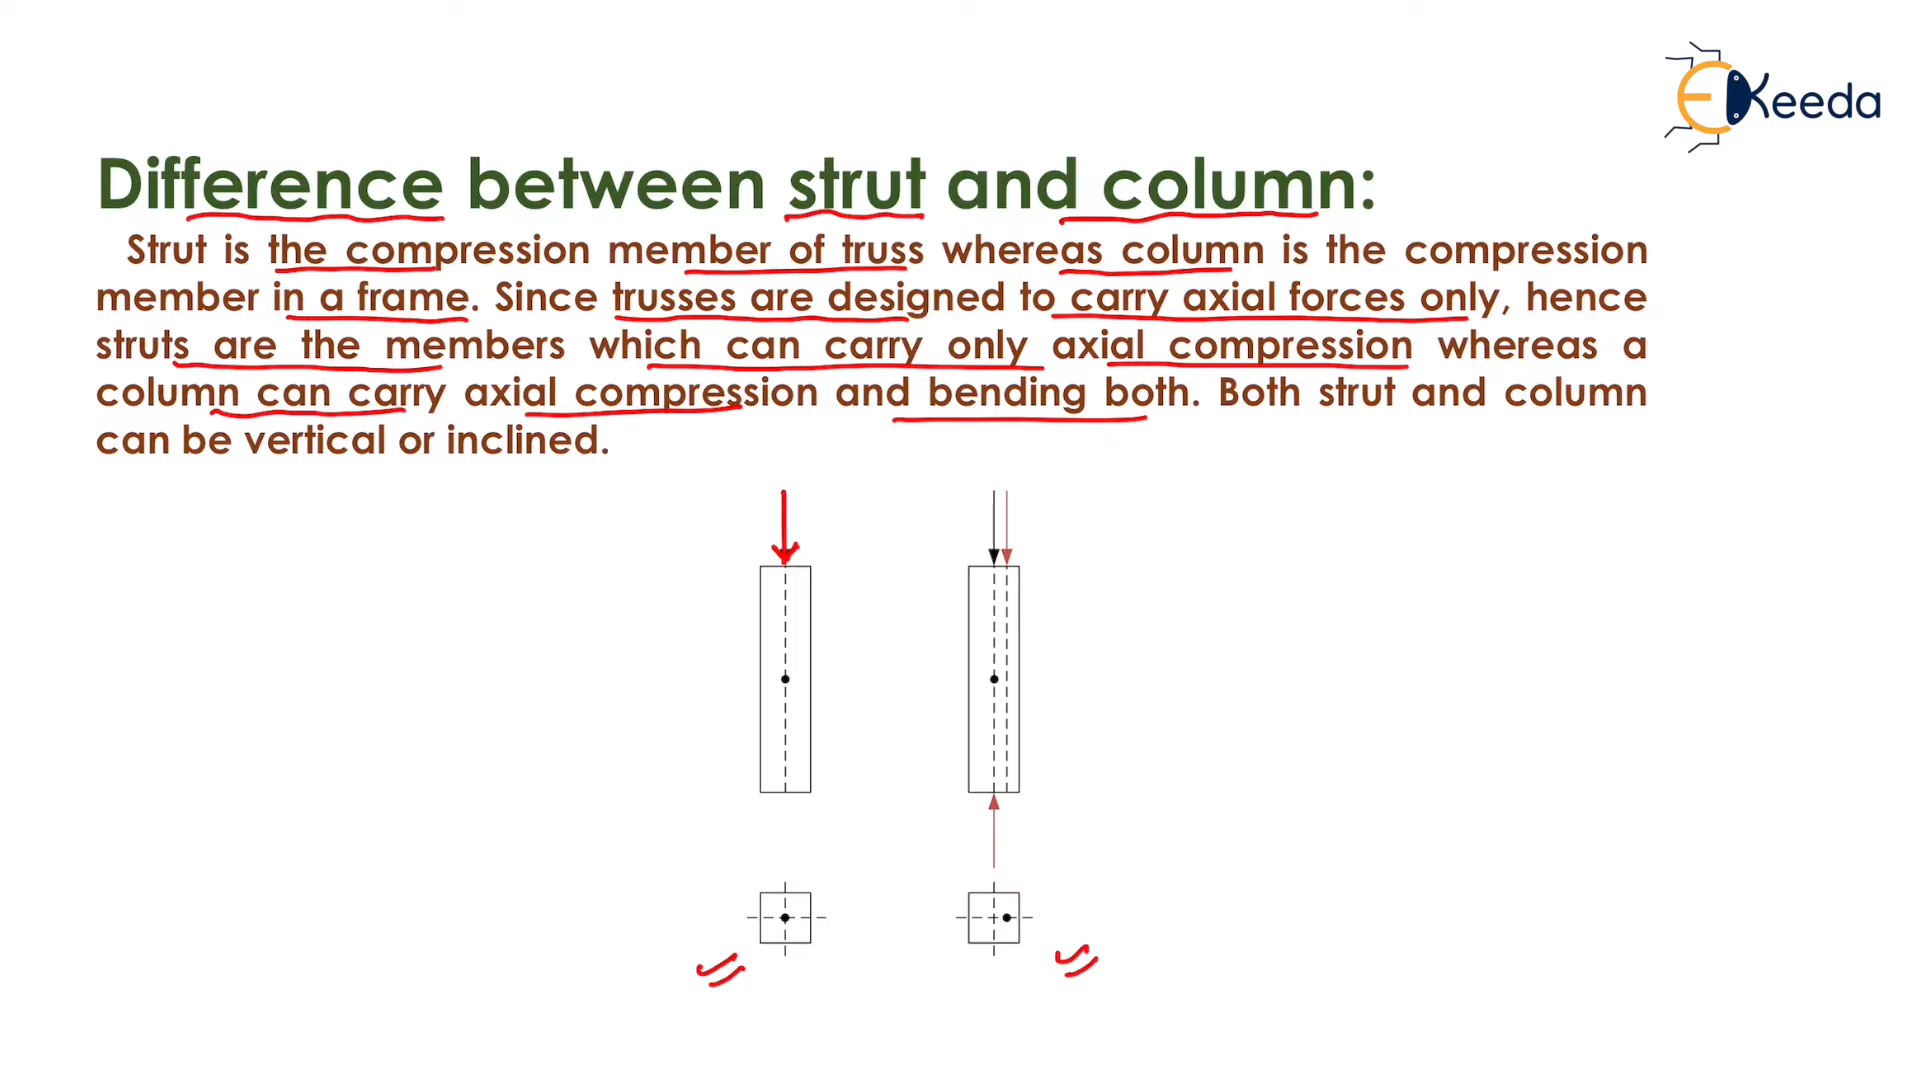 EKeeda
Difference between strut and column:
Strut is the compression member of truss whereas column is the compression
member in a frame. Since trusses are designed to carry axial forces only, hence
struts are the members which can carry only axial compression whereas a
column can carry axial compression and bending both. Both strut and column
can be vertical or inclined.